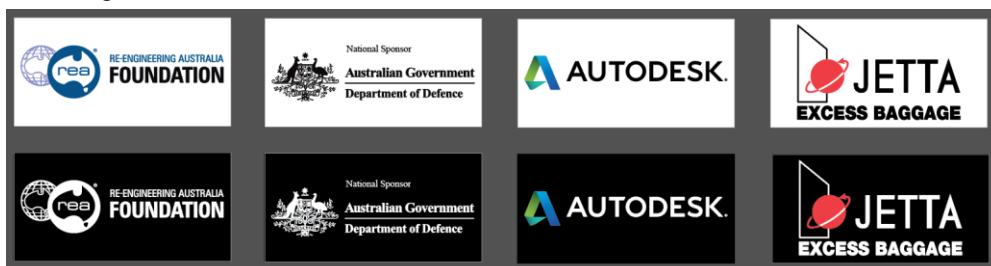 rea
RE-ENGINEERING AUSTRALIA
FOUNDATION
National Sponsor
Australian Government
Department of Defence
AUTODESK.
JETTA
EXCESS BAGGAGE
rea
RE-ENGINEERING AUSTRALIA
FOUNDATION
National Sponsor
Australian Government
Department of Defence
AUTODESK.
JETTA
EXCESS BAGGAGE